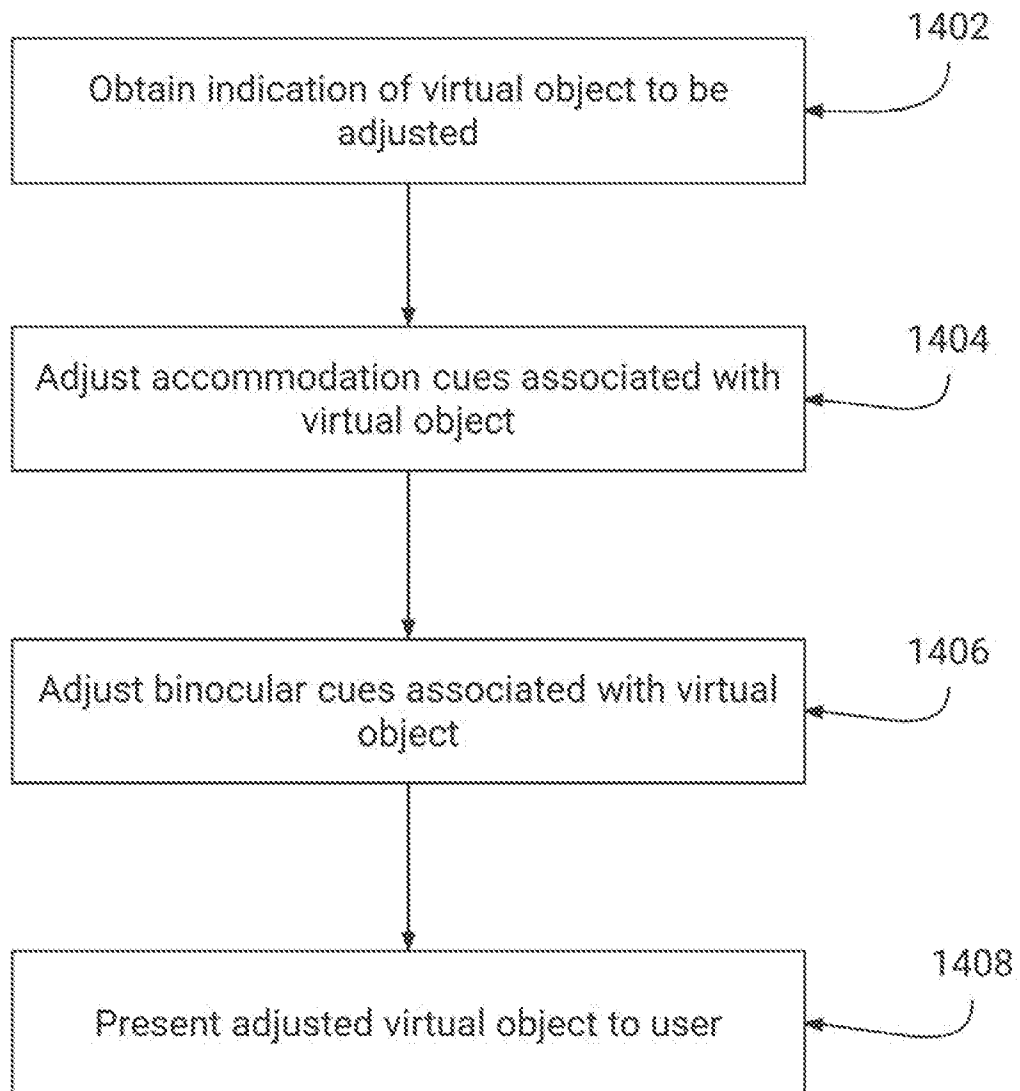 1402
Obtain indication of virtual object to be
adjusted
1404
Adjust accommodation cues associated with
virtual object
1406
Adjust binocular cues associated with virtual
object
1408
Present adjusted virtual object to user